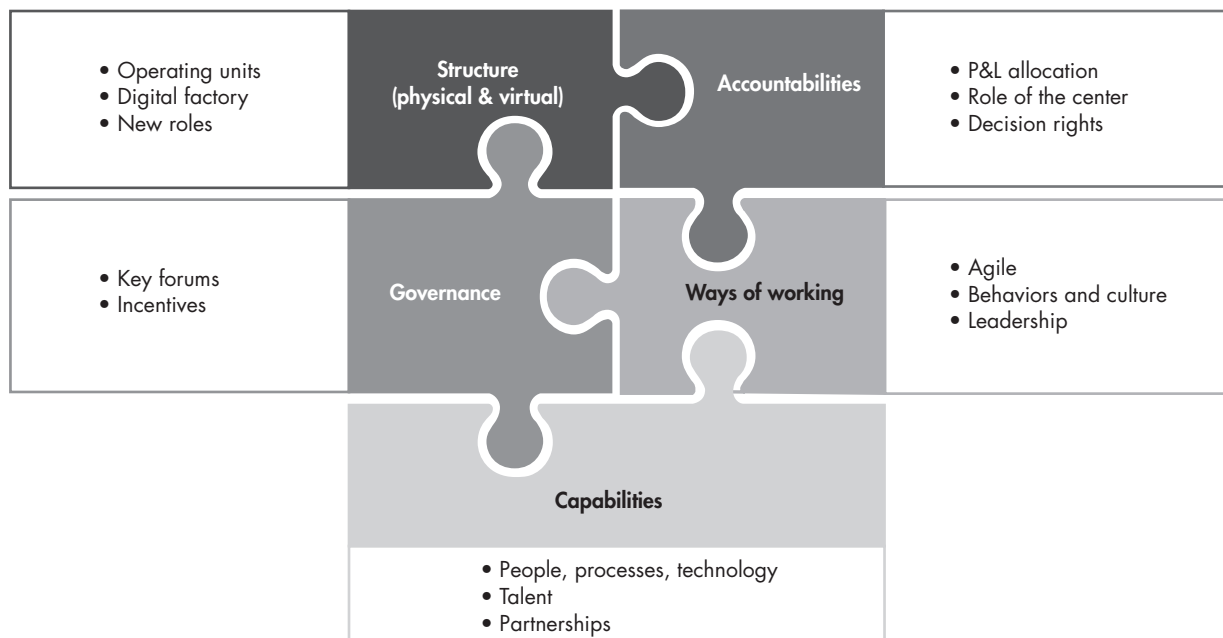 • Operating units
• Digital factory
• New roles
Structure
(physical & virtual)
Accountabilities
• P&L allocation
• Role of the center
• Decision rights
• Key forums
• Incentives
Governance
Ways of working
• Agile
• Behaviors and culture
• Leadership
Capabilities
• People, processes, technology
• Talent
• Partnerships